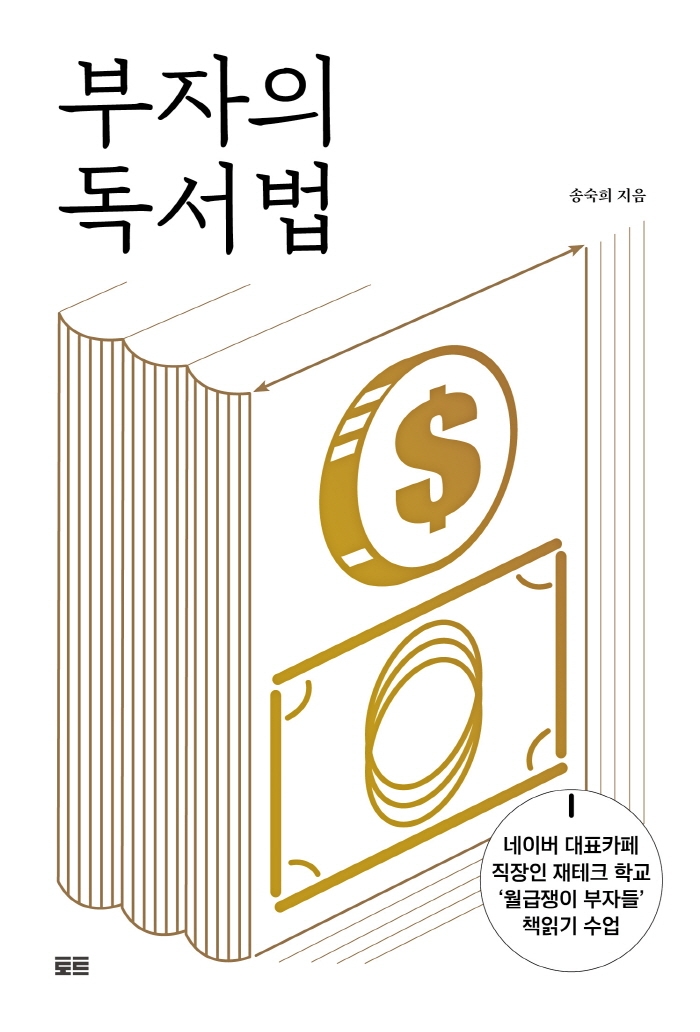 부자의
독서법
송숙희 지음
네이버 대표카페
직장인 재테크 학교
‘월급쟁이 부자들’
책읽기 수업
토트